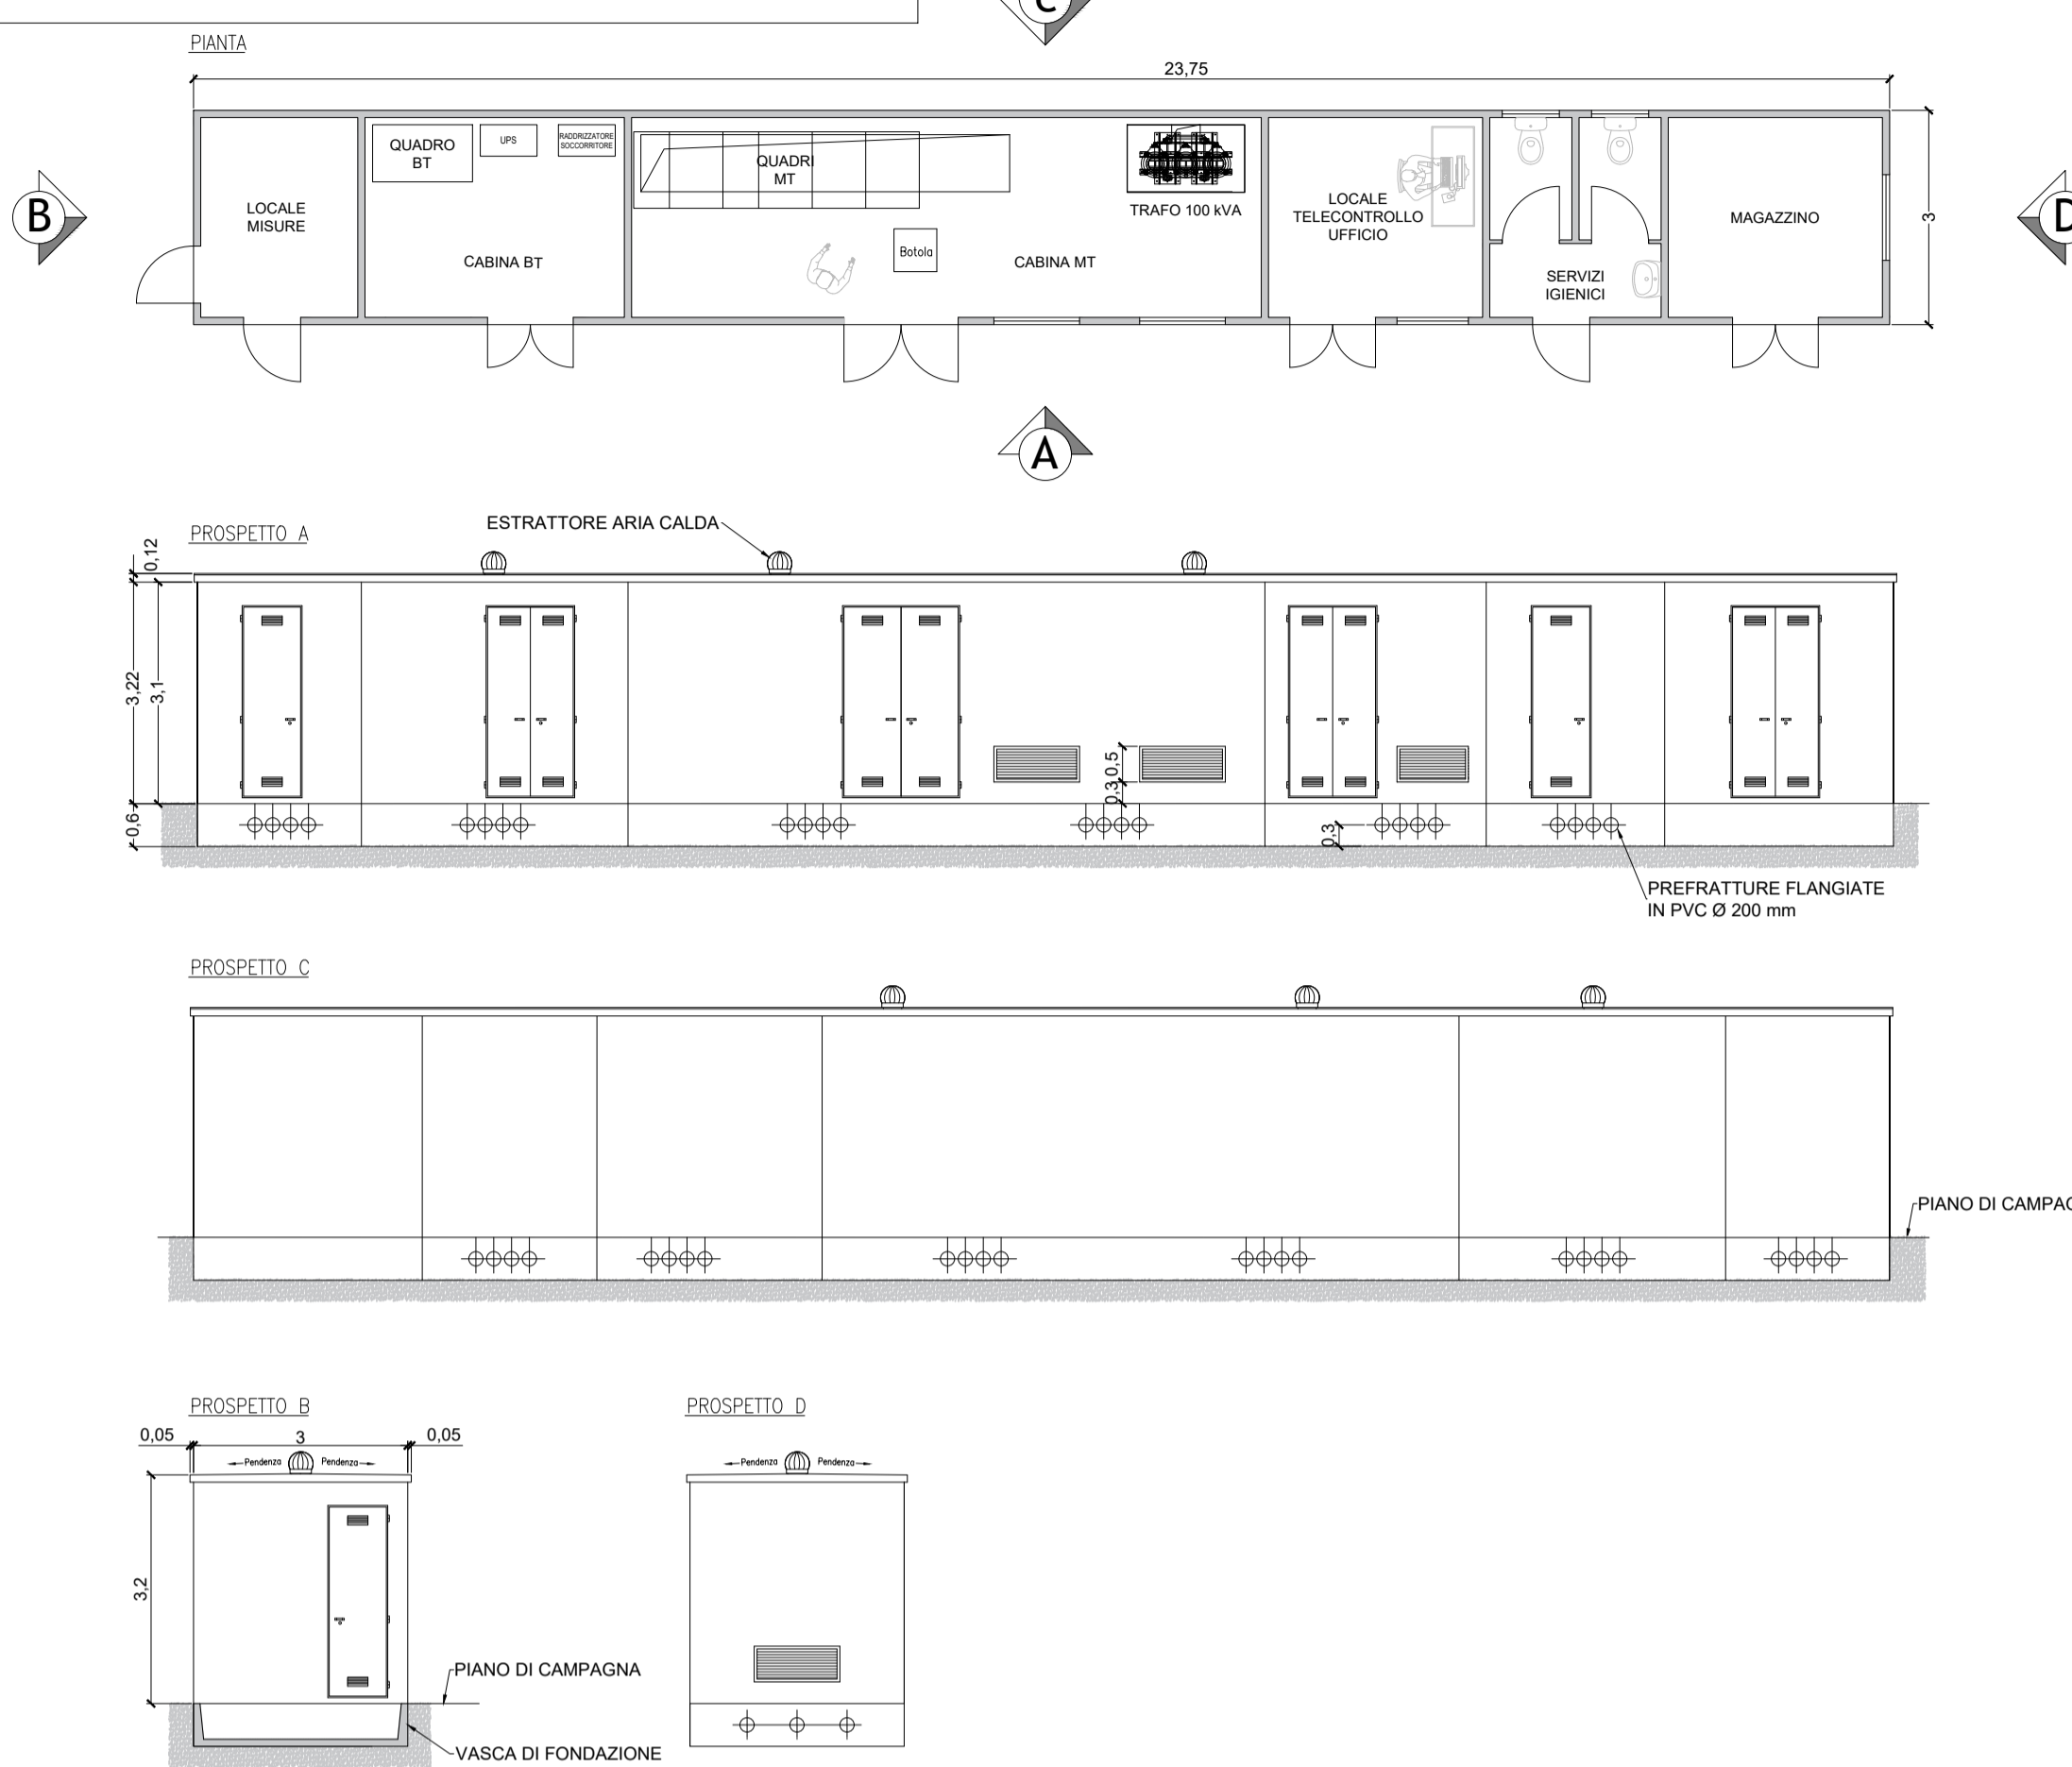 C
PIANTA
23,75
QUADRO
BT
UPS
RADDRIZZATORE
SOCCORRITORE
QUADRI
MT
TRAFO 100 kVA
LOCALE
MISURE
CABINA BT
Botola
CABINA MT
LOCALE
TELECONTROLLO
UFFICIO
SERVIZI
IGIENICI
MAGAZZINO
3
B
D
A
PROSPETTO A
ESTRATTORE ARIA CALDA
0,12
3,22
3,1
0,6
0,5
0,3
0,3
PREFRATTURE FLANGIATE
IN PVC Ø 200 mm
PROSPETTO C
PIANO DI CAMPAG
PROSPETTO B
0,05
3
0,05
Pendenza
Pendenza
3,2
PIANO DI CAMPAGNA
VASCA DI FONDAZIONE
PROSPETTO D
Pendenza
Pendenza